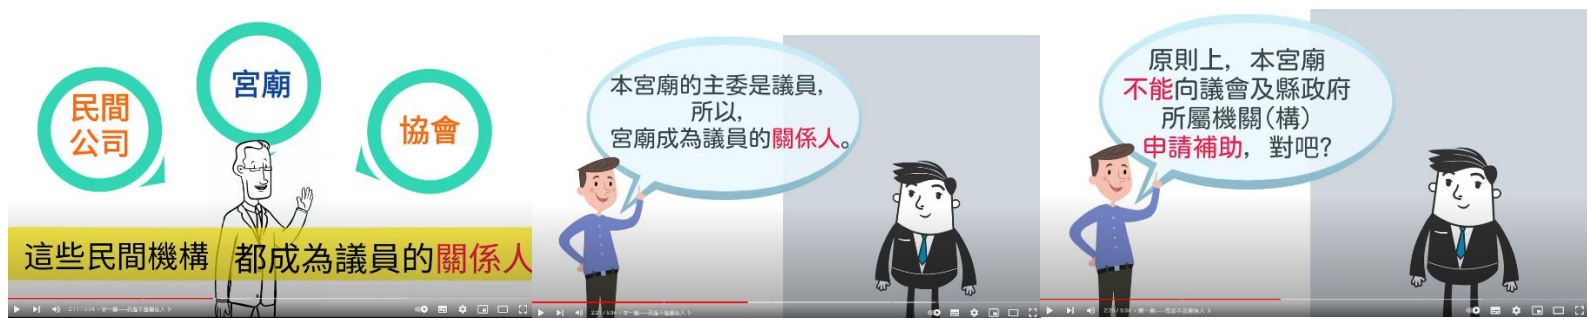 民間
公司
宮廟
協會
這些民間機構 都成為議員的關係人
本宮廟的主委是議員,
所以,
宮廟成為議員的關係人。
原則上, 本宮廟
不能向議會及縣政府
所屬機關(構)
申請補助, 對吧?